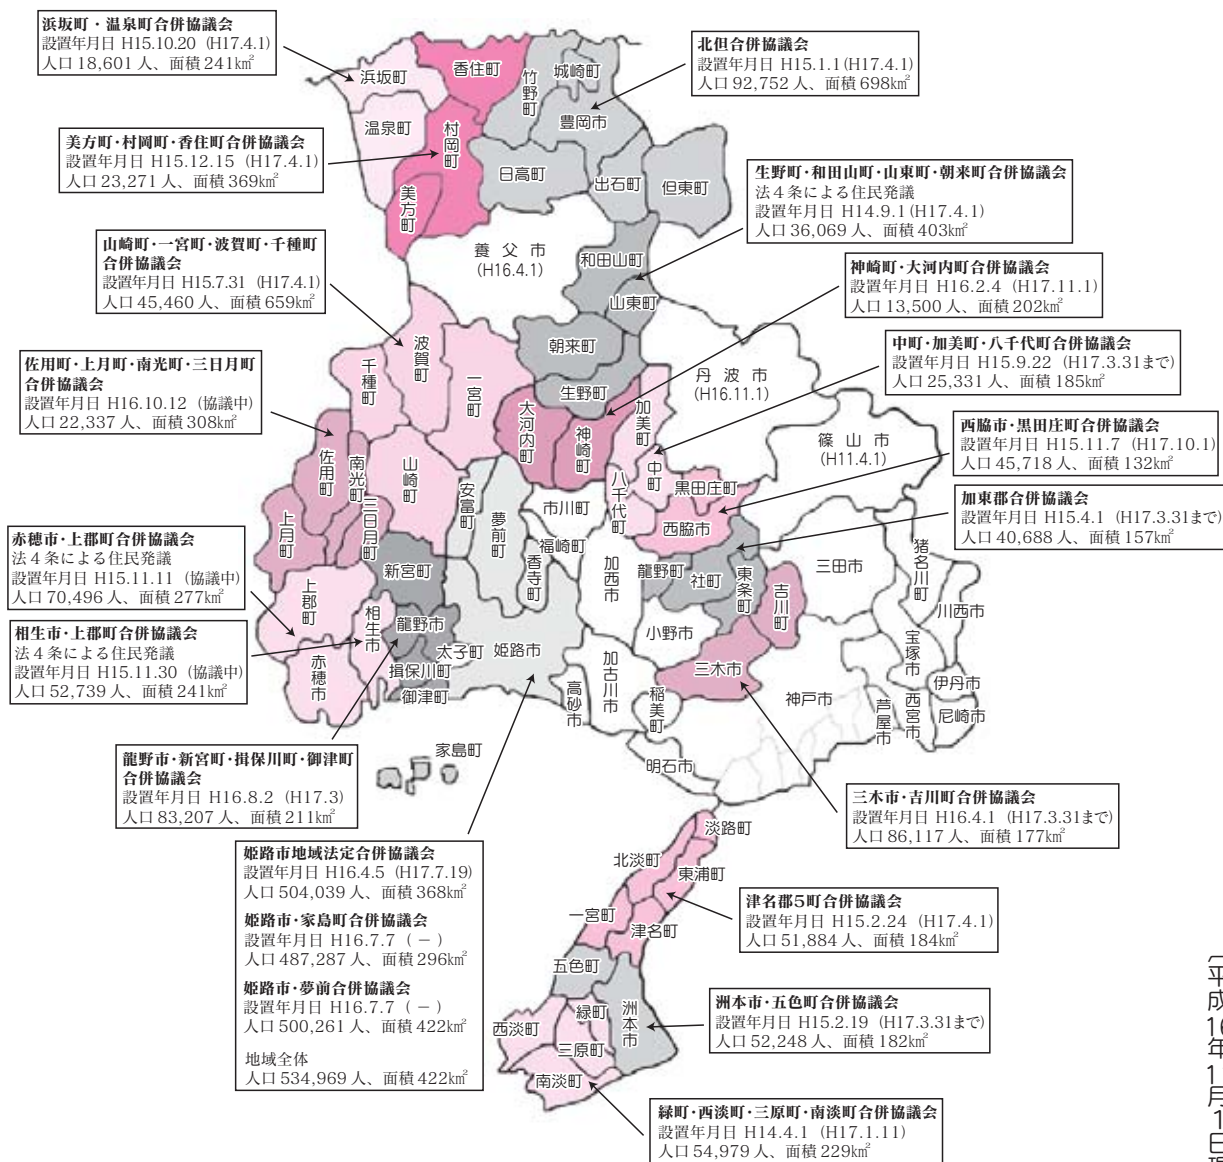 浜坂町・温泉町合併協議会
設置年月日 H15.10.20 (H17.4.1)
人口 18,601 人、面積 241㎢
美方町・村岡町・香住町合併協議会
設置年月日 H15.12.15 (H17.4.1)
人口 23,271 人、面積 369㎢
山崎町・一宮町・波賀町・千種町
合併協議会
設置年月日 H15.7.31 (H17.4.1)
人口 45,460 人、面積 659㎢
佐用町・上月町・南光町・三日月町
合併協議会
設置年月日 H16.10.12 (協議中)
人口 22,337 人、面積 308㎢
赤穂市・上郡町合併協議会
法4条による住民発議
設置年月日 H15.11.11 (協議中)
人口 70,496 人、面積 277㎢
相生市・上郡町合併協議会
法4条による住民発議
設置年月日 H15.11.30 (協議中)
人口 52,739 人、面積 241㎢
龍野市・新宮町・揖保川町・御津町
合併協議会
設置年月日 H16.8.2 (H17.3)
人口 83,207 人、面積 211㎢
姫路市地域法定合併協議会
設置年月日 H16.4.5 (H17.7.19)
人口 504,039 人、面積 368㎢
姫路市・家島町合併協議会
設置年月日 H16.7.7 ( − )
人口 487,287 人、面積 296㎢
姫路市・夢前合併協議会
設置年月日 H16.7.7 ( − )
人口 500,261 人、面積 422㎢
地域全体
人口 534,969 人、面積 422㎢
北但合併協議会
設置年月日 H15.1.1 (H17.4.1)
人口 92,752 人、面積 698㎢
生野町・和田山町・山東町・朝来町合併協議会
法4条による住民発議
設置年月日 H14.9.1 (H17.4.1)
人口 36,069 人、面積 403㎢
神崎町・大河内町合併協議会
設置年月日 H16.2.4 (H17.11.1)
人口 13,500 人、面積 202㎢
中町・加美町・八千代町合併協議会
設置年月日 H15.9.22 (H17.3.31まで)
人口 25,331 人、面積 185㎢
西脇市・黒田庄町合併協議会
設置年月日 H15.11.7 (H17.10.1)
人口 45,718 人、面積 132㎢
加東郡合併協議会
設置年月日 H15.4.1 (H17.3.31まで)
人口 40,688 人、面積 157㎢
三木市・吉川町合併協議会
設置年月日 H16.4.1 (H17.3.31まで)
人口 86,117 人、面積 177㎢
津名郡5町合併協議会
設置年月日 H15.2.24 (H17.4.1)
人口 51,884 人、面積 184㎢
洲本市・五色町合併協議会
設置年月日 H15.2.19 (H17.3.31まで)
人口 52,248 人、面積 182㎢
緑町・西淡町・三原町・南淡町合併協議会
設置年月日 H14.4.1 (H17.1.11)
人口 54,979 人、面積 229㎢
浜坂町
香住町
竹野町
城崎町
温泉町
村岡町
豊岡市
日高町
出石町
但東町
美方町
養父市
(H16.4.1)
和田山町
山東町
朝来町
生野町
丹波市
(H16.11.1)
篠山市
(H11.4.1)
波賀町
千種町
一宮町
大河内町
神崎町
加美町
中町
八千代町
黒田庄町
西脇市
佐用町
南光町
三日月町
上月町
山崎町
安富町
夢前町
市川町
福崎町
香寺町
加西市
龍野町
社町
東条町
吉川町
三田市
猪名川町
川西市
宝塚市
伊丹市
西宮市
尼崎市
芦屋市
神戸市
上郡町
新宮町
相生市
龍野市
太子町
揖保川町
御津町
赤穂市
姫路市
小野市
三木市
加古川市
高砂市
稲美町
明石市
家島町
淡路町
北淡町
東浦町
一宮町
津名町
五色町
洲本市
緑町
西淡町
三原町
南淡町